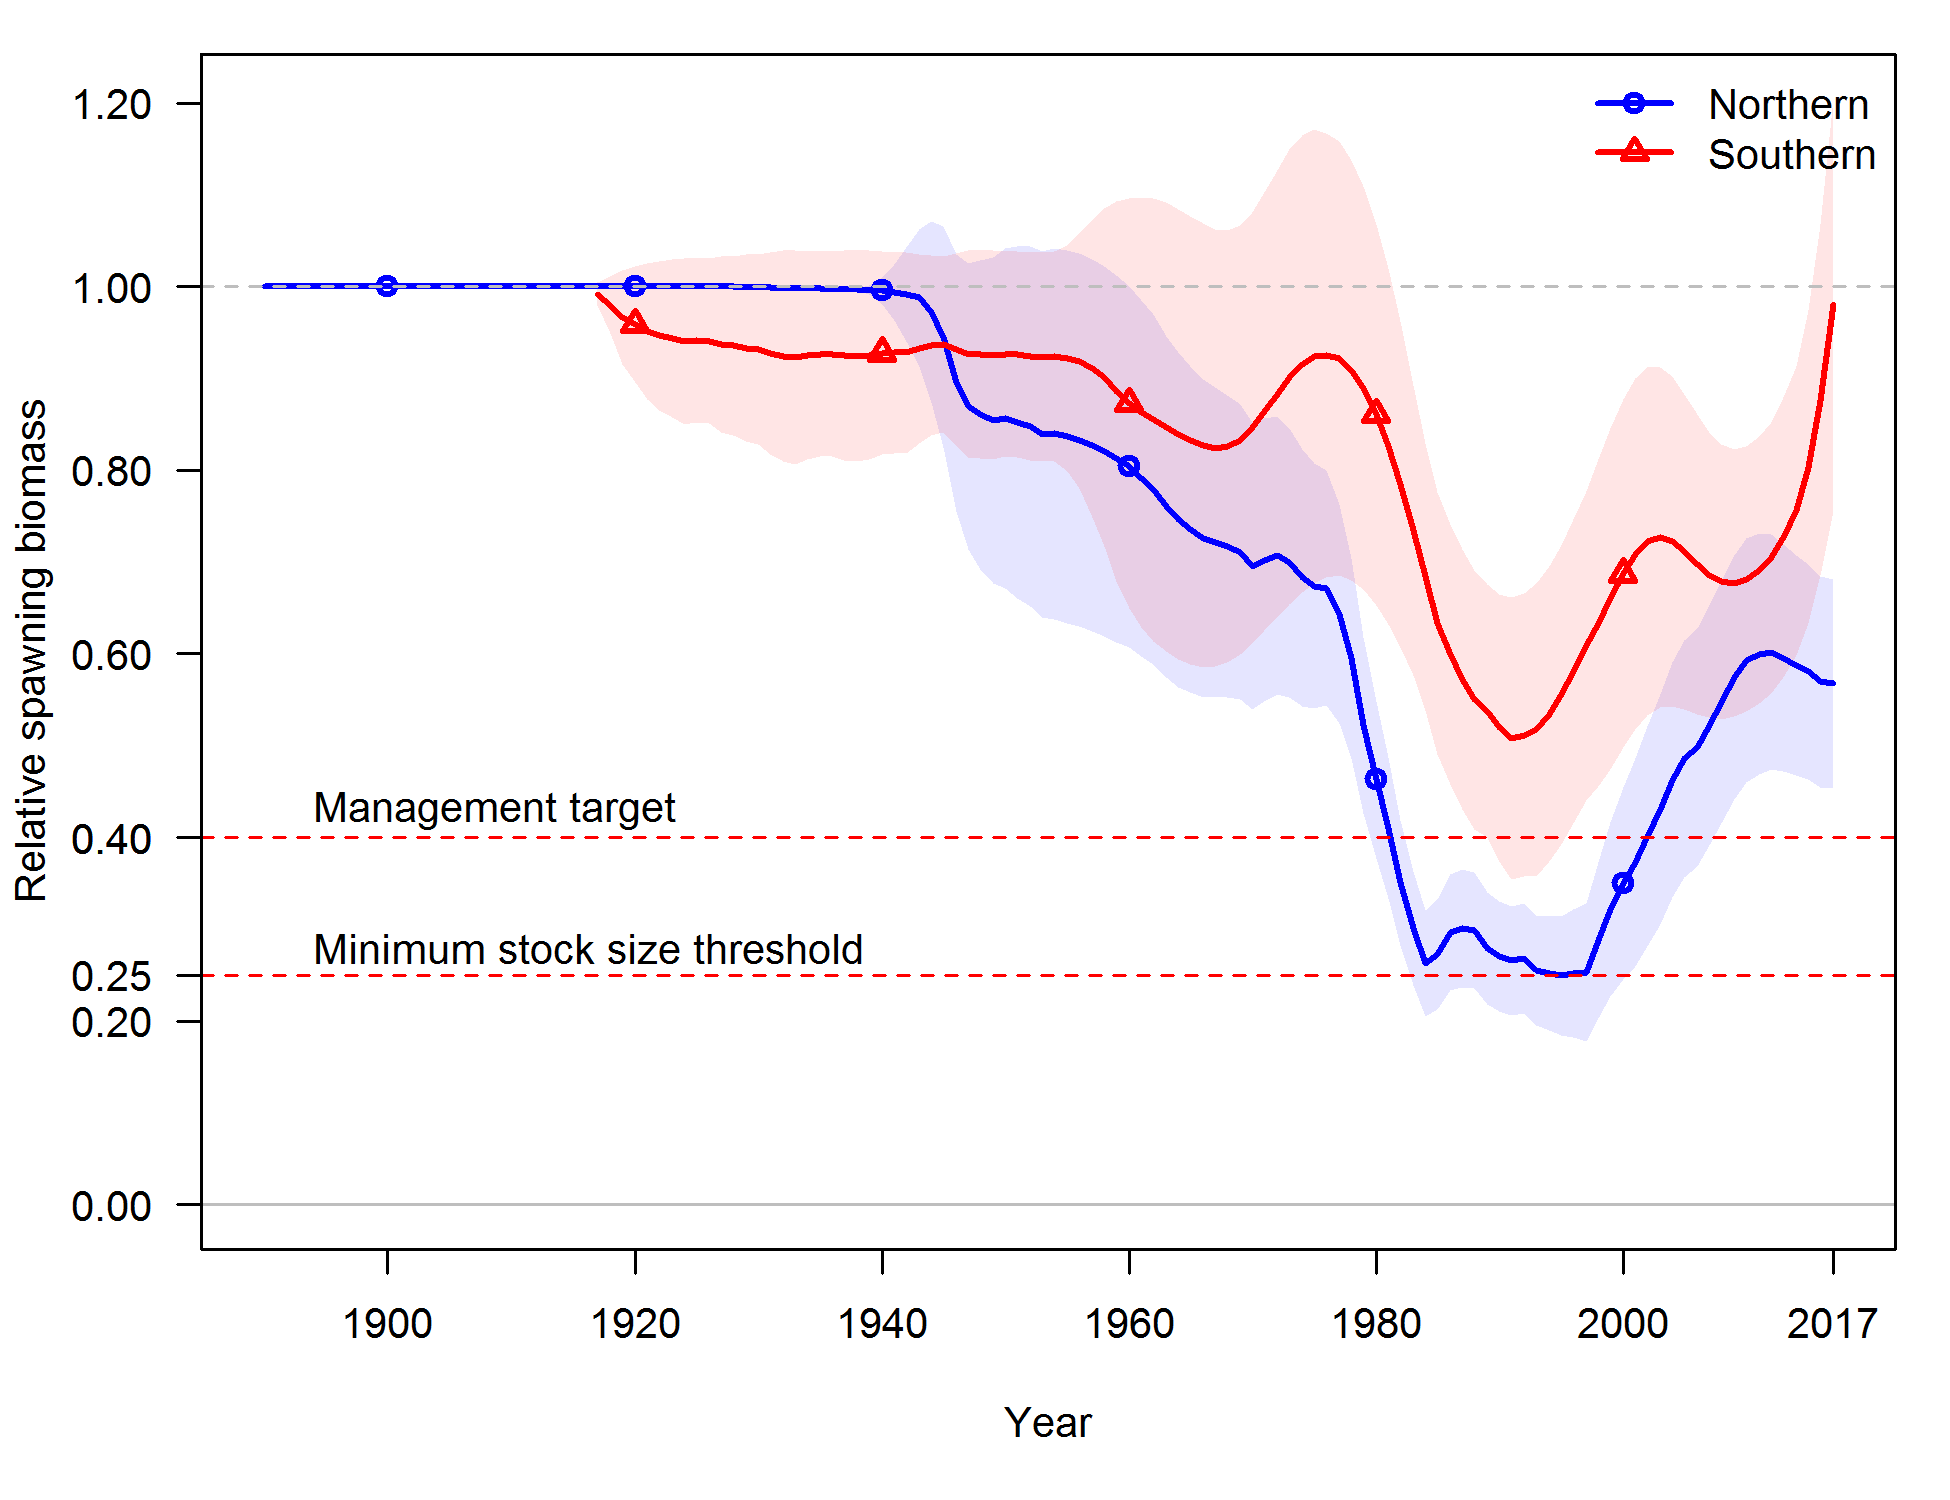 Northern
Southern
Relative spawning biomass
1.20
1.00
0.80
0.60
0.40
0.25
0.20
0.00
Management target
Minimum stock size threshold
1900
1920
1940
1960
1980
2000
2017
Year